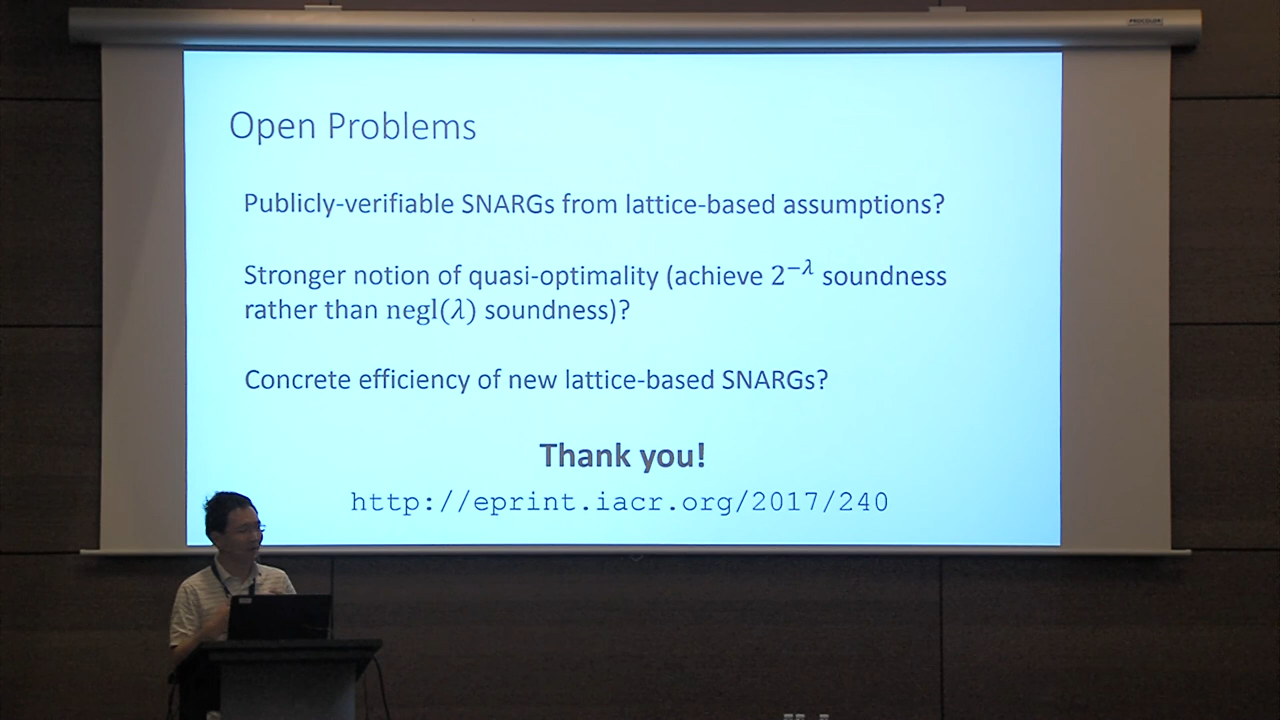 PROCOLOR
Open Problems
Publicly-verifiable SNARGs from lattice-based assumptions?
Stronger notion of quasi-optimality (achieve 2^{−λ} soundness
rather than negl(λ) soundness)?
Concrete efficiency of new lattice-based SNARGs?
Thank you!
http://eprint.iacr.org/2017/240